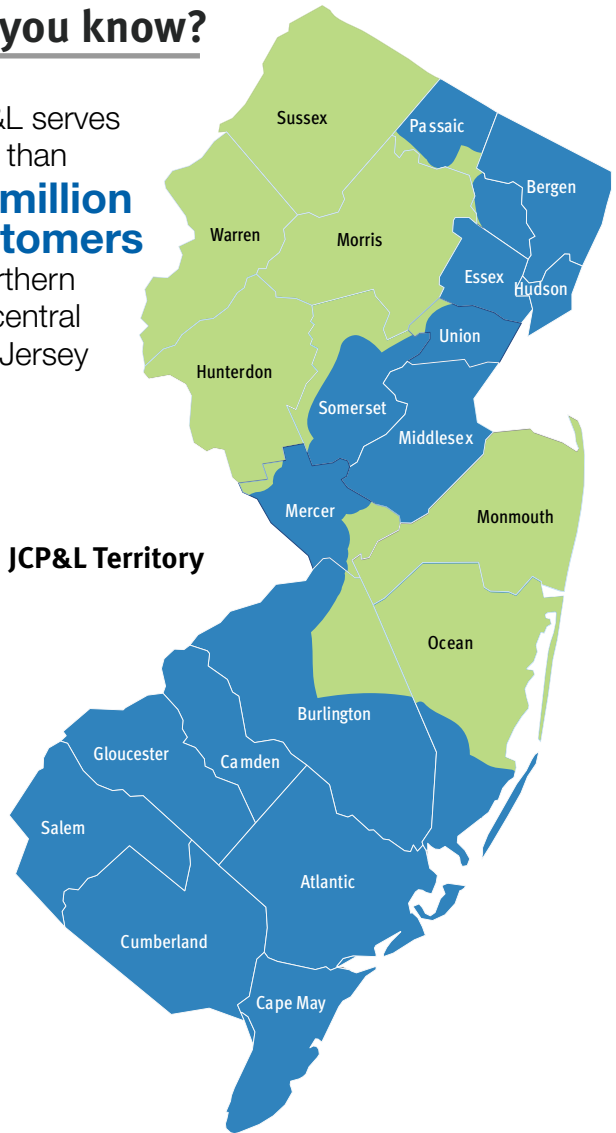 you know?
&L serves
than
million
tomers
rthern
central
Jersey
Sussex
Passaic
Bergen
Warren
Morris
Essex
Hudson
Union
Hunterdon
Somerset
Middlesex
Mercer
Monmouth
JCP&L Territory
Ocean
Burlington
Gloucester
Camden
Salem
Atlantic
Cumberland
Cape May